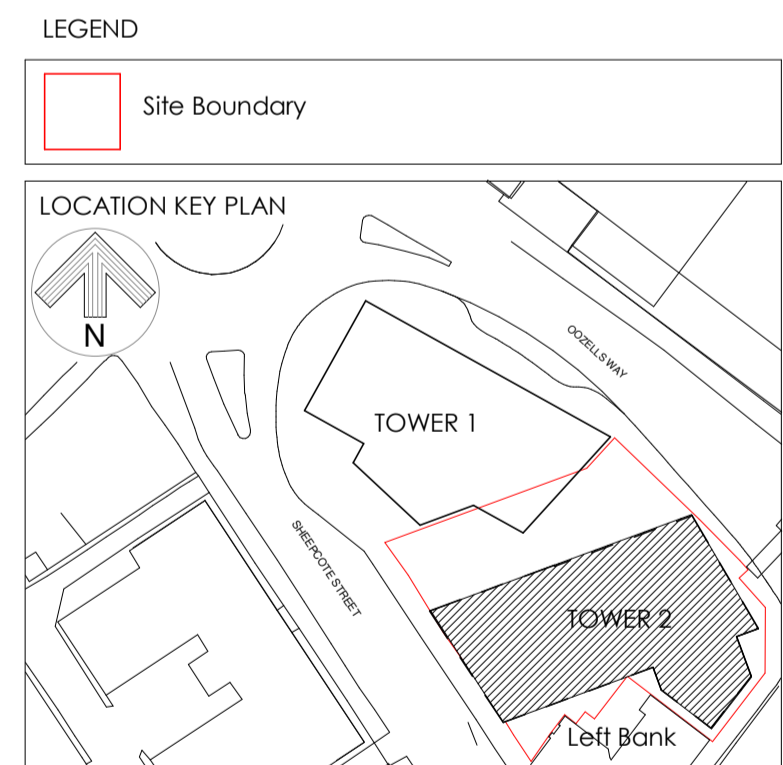 LEGEND
Site Boundary
LOCATION KEY PLAN
N
OOZELLS WAY
TOWER 1
SHEEPCOTE STREET
TOWER 2
Left Bank